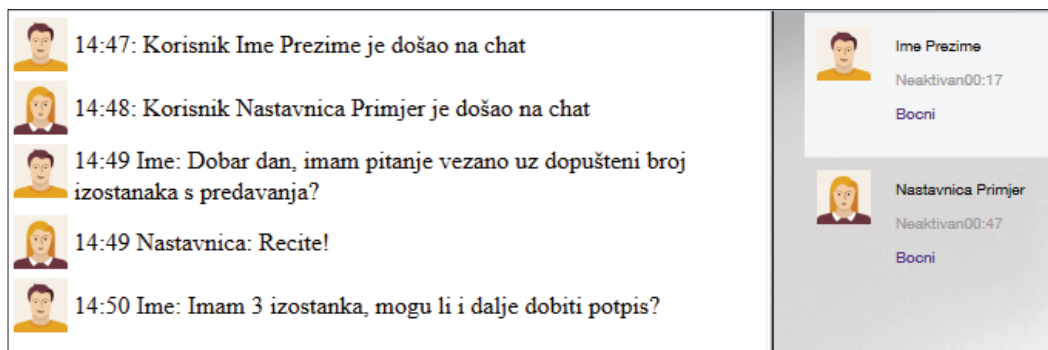 14:47: Korisnik Ime Prezime je došao na chat
14:48: Korisnik Nastavnica Primjer je došao na chat
14:49 Ime: Dobar dan, imam pitanje vezano uz dopušteni broj
izostanaka s predavanja?
14:49 Nastavnica: Recite!
14:50 Ime: Imam 3 izostanka, mogu li i dalje dobiti potpis?
Ime Prezime
Neaktivan00:17
Bocni
Nastavnica Primjer
Neaktivan00:47
Bocni